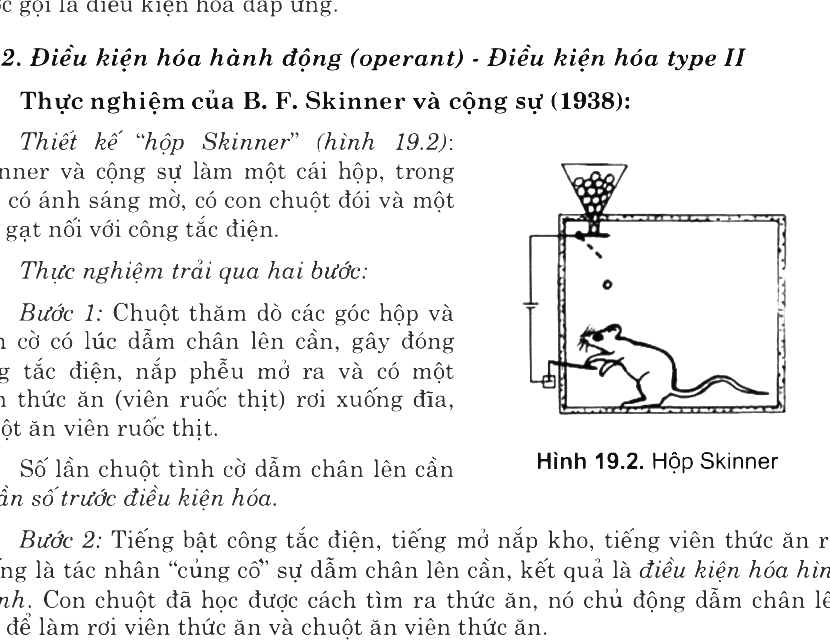 gọi là điều kiện hóa đáp ứng.
2. Điều kiện hóa hành động (operant) - Điều kiện hóa type II
Thực nghiệm của B. F. Skinner và cộng sự (1938):
Thiết kế “hộp Skinner” (hình 19.2):
và cộng sự làm một cái hộp, trong
có ánh sáng mờ, có con chuột đói và một
gạt nối với công tắc điện.
Thực nghiệm trải qua hai bước:
Bước 1: Chuột thăm dò các góc hộp và
cờ có lúc dẫm chân lên cần, gây đóng
tắc điện, nắp phễu mở ra và có một
thức ăn (viên ruốc thịt) rơi xuống đĩa,
ăn viên ruốc thịt.
Số lần chuột tình cờ dẫm chân lên cần
số trước điều kiện hóa.
Hình 19.2. Hộp Skinner
Bước 2: Tiếng bật công tắc điện, tiếng mở nắp kho, tiếng viên thức ăn
là tác nhân “củng cố” sự dẫm chân lên cần, kết quả là điều kiện hóa
Con chuột đã học được cách tìm ra thức ăn, nó chủ động dẫm chân
để làm rơi viên thức ăn và chuột ăn viên thức ăn.